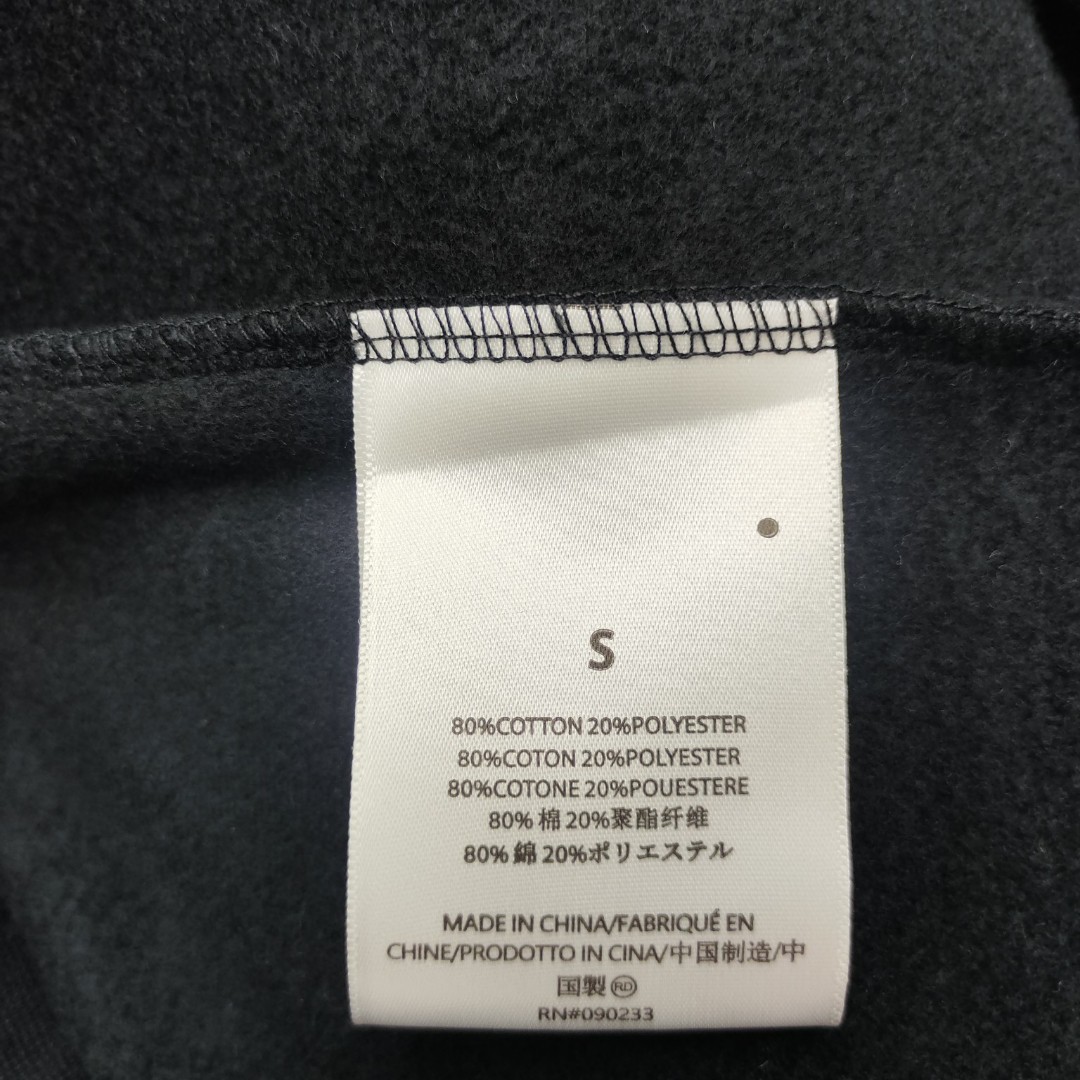 S
80%COTTON 20%POLYESTER
80%COTON 20%POLYESTER
80%COTONE 20%POUESTERE
80% 棉 20%聚酯纤维
80% 綿 20%ポリエステル
MADE IN CHINA/FABRIQUÉ EN
CHINE/PRODOTTO IN CINA/中国制造/中
国製 RD
RN#090233